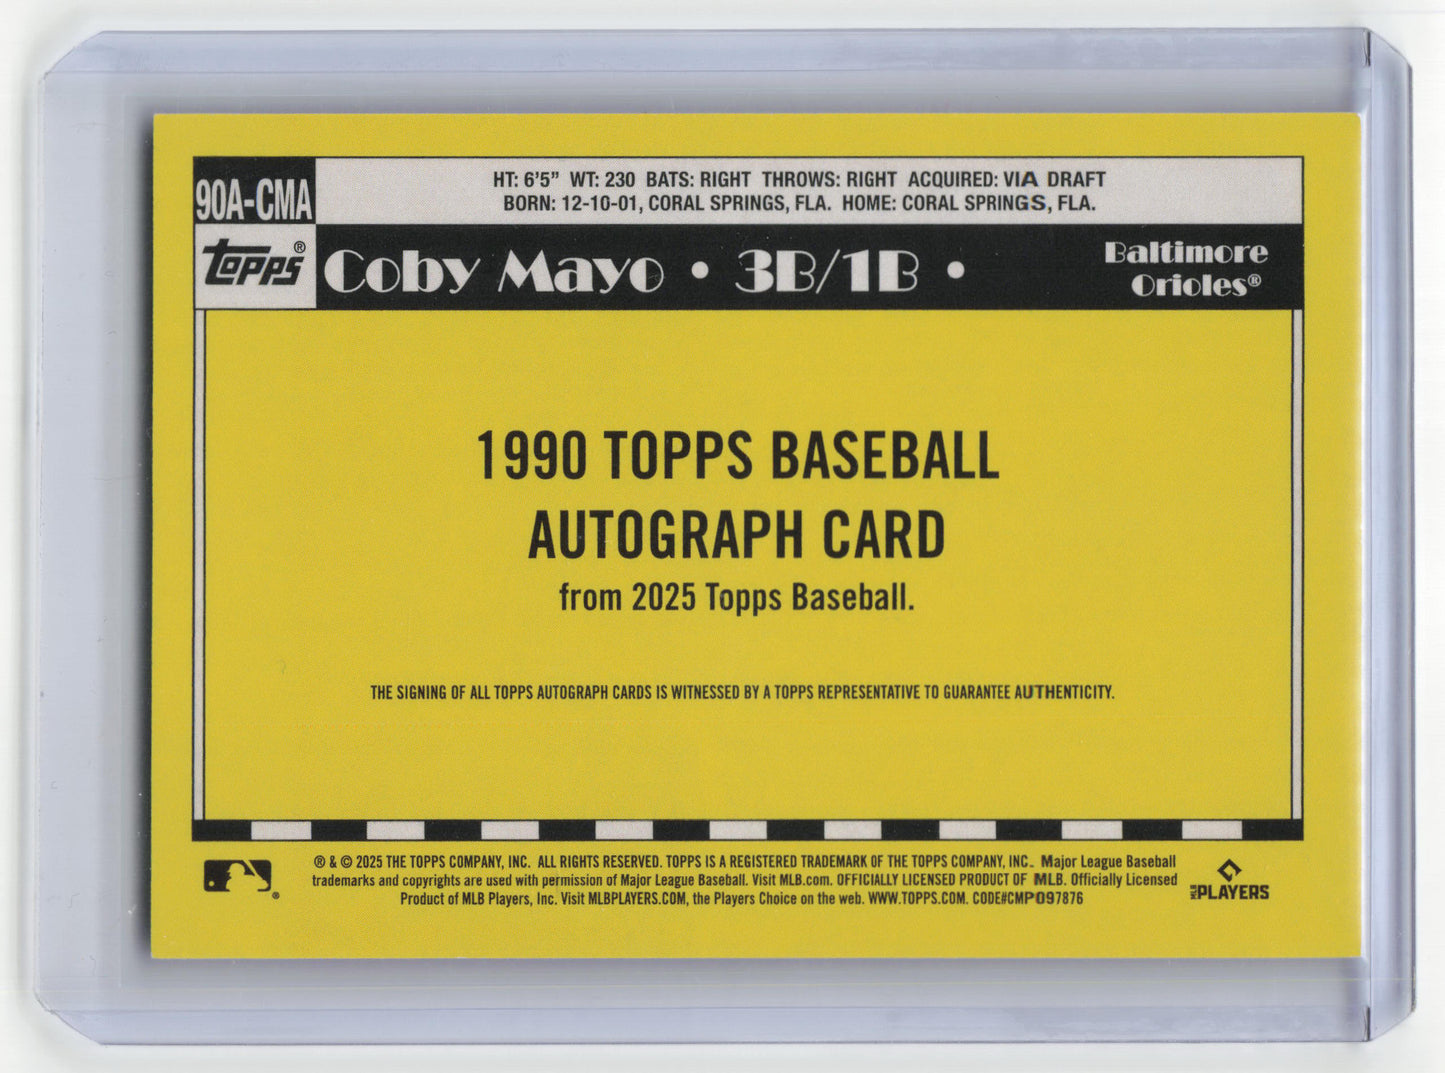 90A-CMA
HT: 6'5" WT: 230 BATS: RIGHT THROWS: RIGHT ACQUIRED: VIA DRAFT
BORN: 12-10-01, CORAL SPRINGS, FLA. HOME: CORAL SPRINGS, FLA.
Topps®
Coby Mayo • 3B/1B •
Baltimore
Orioles®
1990 TOPPS BASEBALL
AUTOGRAPH CARD
from 2025 Topps Baseball.
THE SIGNING OF ALL TOPPS AUTOGRAPH CARDS IS WITNESSED BY A TOPPS REPRESENTATIVE TO GUARANTEE AUTHENTICITY.
® & © 2025 THE TOPPS COMPANY, INC. ALL RIGHTS RESERVED. TOPPS IS A REGISTERED TRADEMARK OF THE TOPPS COMPANY, INC. Major League Baseball
trademarks and copyrights are used with permission of Major League Baseball. Visit MLB.com. OFFICIALLY LICENSED PRODUCT OF MLB. Officially Licensed
Product of MLB Players, Inc. Visit MLBPLAYERS.COM, the Players Choice on the web. WWW.TOPPS.COM. CODE#CMP097876
®
MLB PLAYERS